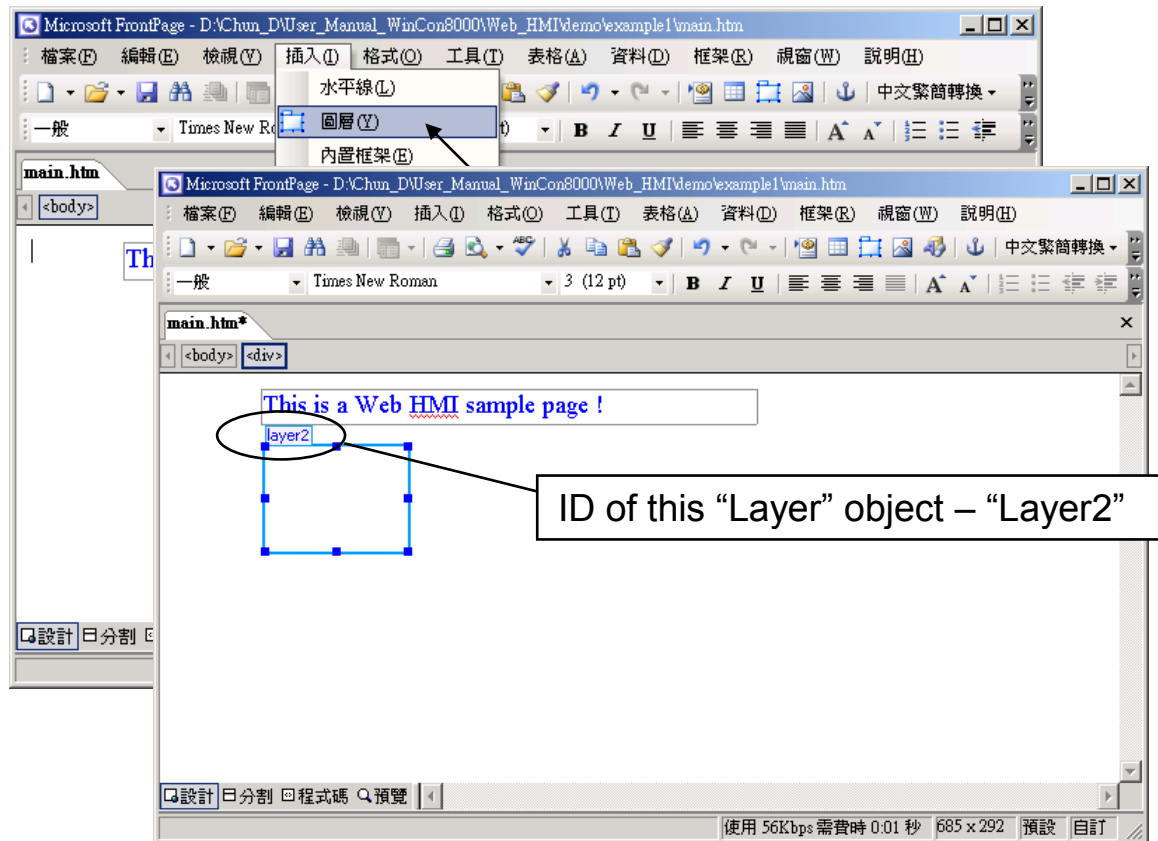 Microsoft FrontPage - D:\Chun_D\User_Manual_WinCon8000\Web_HMI\demo\example1\main.htm
檔案(F) 編輯(E) 檢視(V) 插入(I) 格式(O) 工具(T) 表格(A) 資料(D) 框架(R) 視窗(W) 說明(H)
水平線(L)
中文繁簡轉換
一般 Times New Ro
圖層(Y)
B I U A A
內置框架(E)
main.htm
<body>
Th
設計 分割
Microsoft FrontPage - D:\Chun_D\User_Manual_WinCon8000\Web_HMI\demo\example1\main.htm
檔案(F) 編輯(E) 檢視(V) 插入(I) 格式(O) 工具(T) 表格(A) 資料(D) 框架(R) 視窗(W) 說明(H)
ABC 中文繁簡轉換
一般 Times New Roman 3 (12 pt) B I U A A
main.htm*
<body> <div>
This is a Web HMI sample page !
layer2
ID of this “Layer” object – “Layer2”
設計 分割 程式碼 預覽
使用 56Kbps 需費時 0:01 秒 685 x 292 預設 自訂